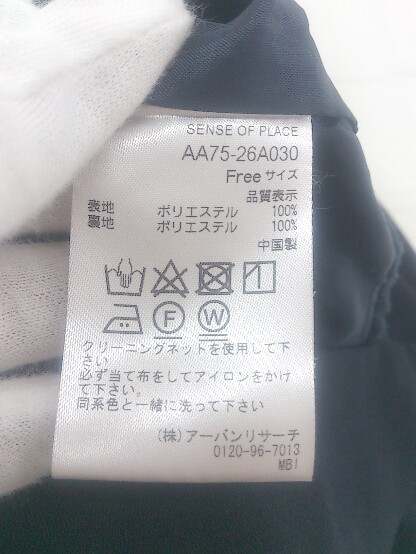 SENSE OF PLACE
AA75-26A030
Free サイズ
品質表示
表地 ポリエステル 100%
裏地 ポリエステル 100%
中国製
F W
クリーニングネットを使用して下
さい
必ず当て布をしてアイロンをかけ
て下さい。
同系色と一緒に洗って下さい
(株) アーバンリサーチ
0120-96-7013
MBI